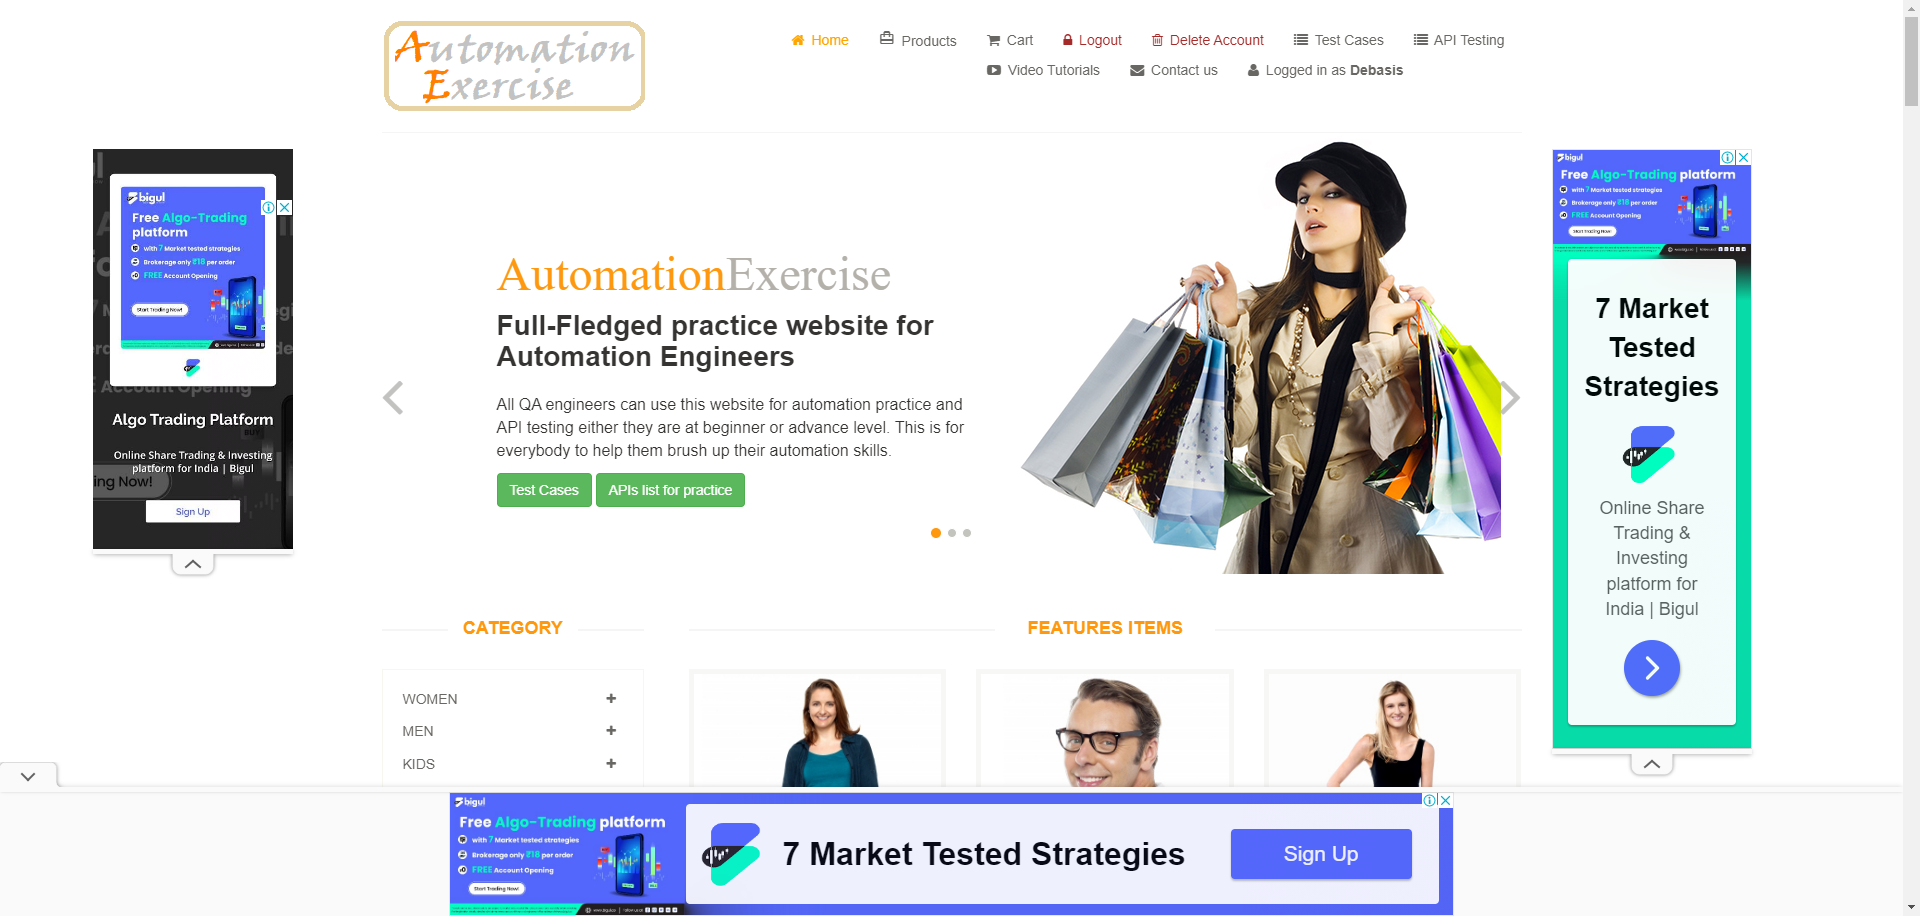 Automation
Exercise
Home
Products
Cart
Logout
Delete Account
Test Cases
API Testing
Video Tutorials
Contact us
Logged in as Debasis
bigul
Free Algo-Trading
platform
with 7 Market tested strategies
Brokerage only ₹18 per order
FREE Account Opening
Start Trading Now!
Account Opening
Algo Trading Platform
Online Share Trading & Investing
platform for India | Bigul
ing Now!
Sign Up
AutomationExercise
Full-Fledged practice website for
Automation Engineers
All QA engineers can use this website for automation practice and
API testing either they are at beginner or advance level. This is for
everybody to help them brush up their automation skills.
Test Cases
APIs list for practice
bigul
Free Algo-Trading platform
with 7 Market tested strategies
Brokerage only ₹18 per order
FREE Account Opening
Start Trading Now!
7 Market
Tested
Strategies
Online Share
Trading &
Investing
platform for
India | Bigul
CATEGORY
WOMEN
MEN
KIDS
FEATURES ITEMS
bigul
Free Algo-Trading platform
with 7 Market tested strategies
Brokerage only ₹18 per order
FREE Account Opening
Start Trading Now!
7 Market Tested Strategies
Sign Up